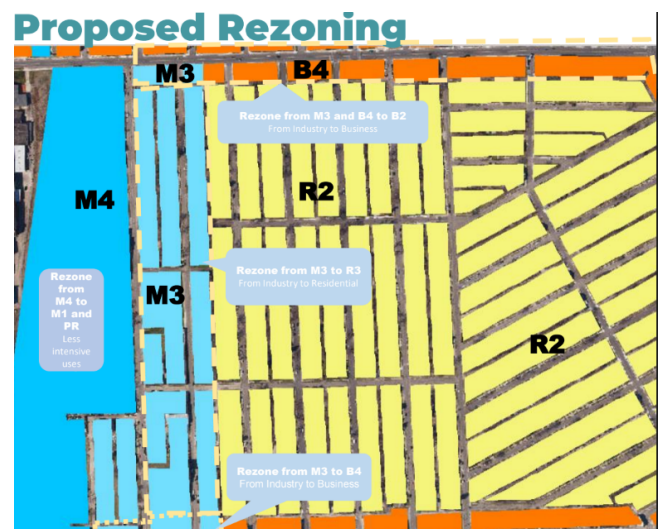 Proposed Rezoning
M3
B4
Rezone from M3 and B4 to B2
From Industry to Business
M4
R2
Rezone from M3 to R3
From Industry to Residential
Rezone
from
M4 to
M1 and
PR
Less
intensive
uses
M3
R2
Rezone from M3 to B4
From Industry to Business